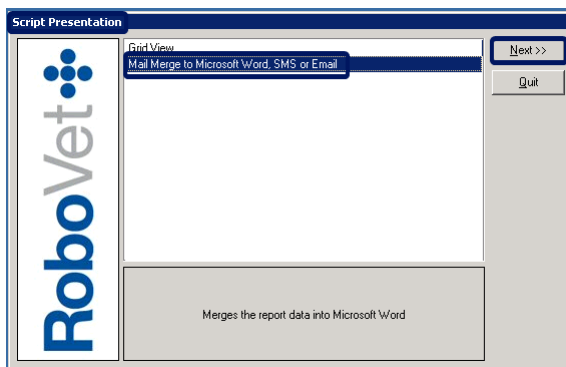 Script Presentation
Grid View
Mail Merge to Microsoft Word, SMS or Email
Next >>
Quit
RoboVet
Merges the report data into Microsoft Word